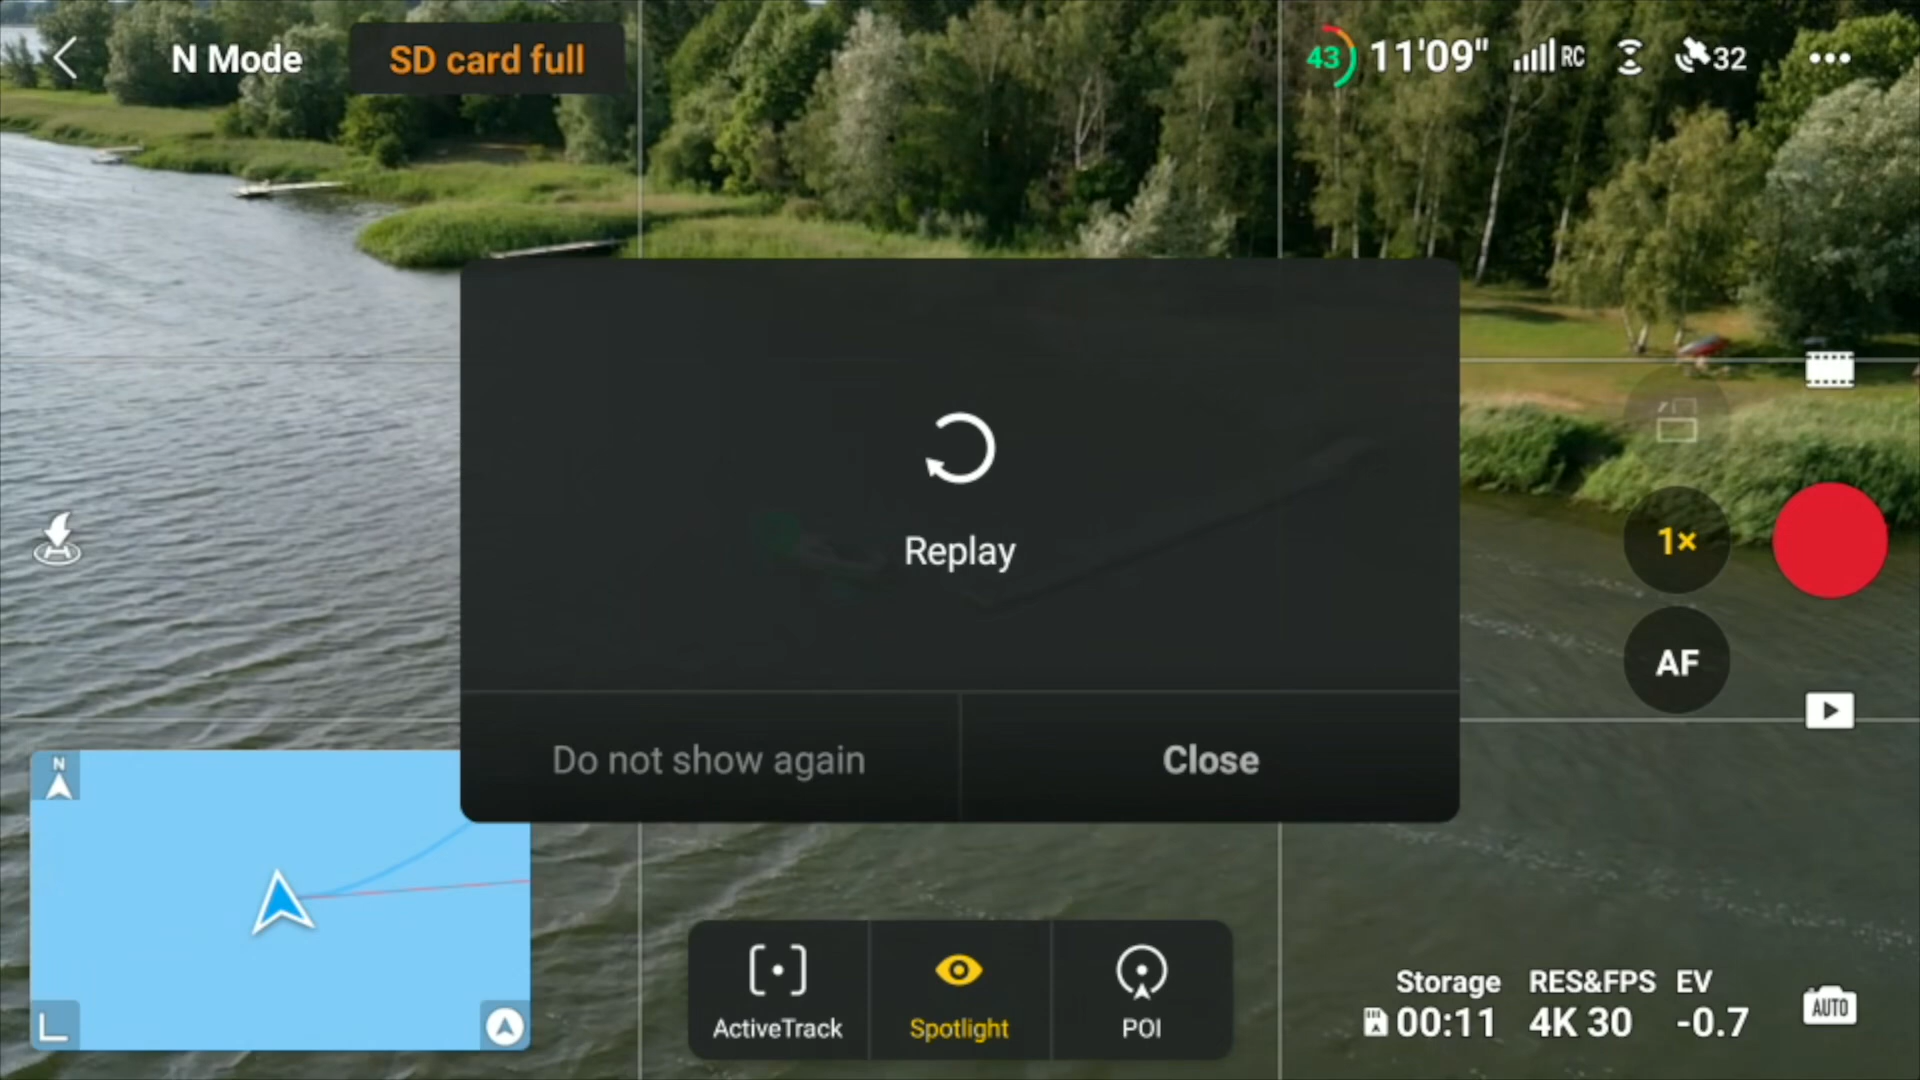 N Mode
SD card full
43
11'09"
RC
32
Replay
1×
AF
Do not show again
Close
N
ActiveTrack
Spotlight
POI
Storage
RES&FPS
EV
00:11
4K 30
-0.7
AUTO